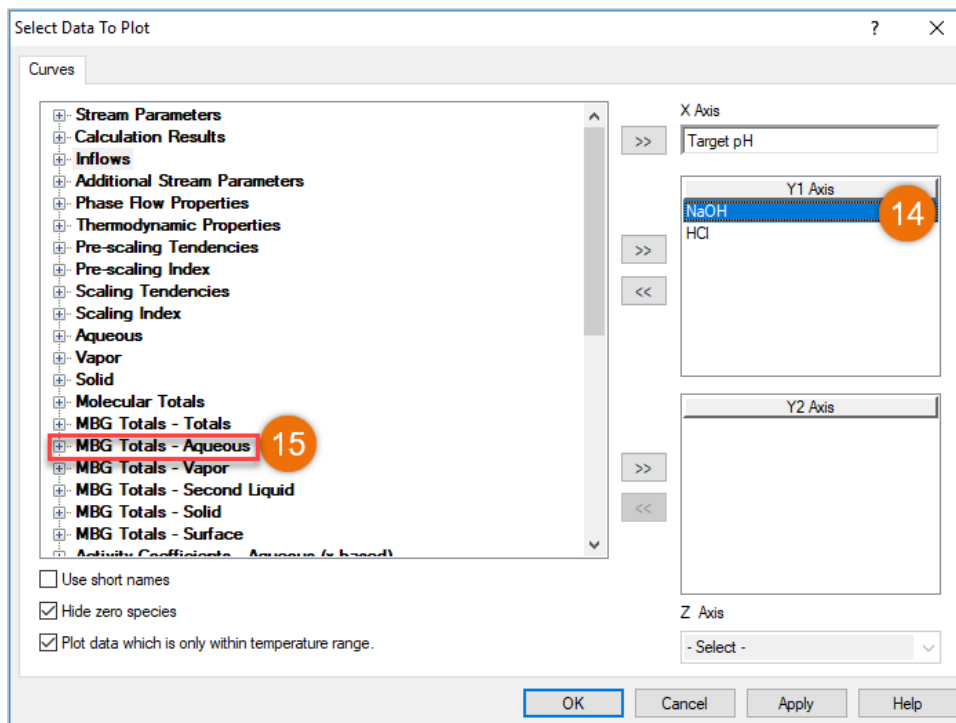 Select Data To Plot
?
Curves
Stream Parameters
Calculation Results
Inflows
Additional Stream Parameters
Phase Flow Properties
Thermodynamic Properties
Pre-scaling Tendencies
Pre-scaling Index
Scaling Tendencies
Scaling Index
Aqueous
Vapor
Solid
Molecular Totals
MBG Totals - Totals
MBG Totals - Aqueous
15
MBG Totals - Vapor
MBG Totals - Second Liquid
MBG Totals - Solid
MBG Totals - Surface
Activity Coefficients - Aqueous (x-based)
Use short names
Hide zero species
Plot data which is only within temperature range.
X Axis
>>
Target pH
Y1 Axis
NaOH
14
HCl
>>
<<
Y2 Axis
>>
<<
Z Axis
- Select -
OK
Cancel
Apply
Help